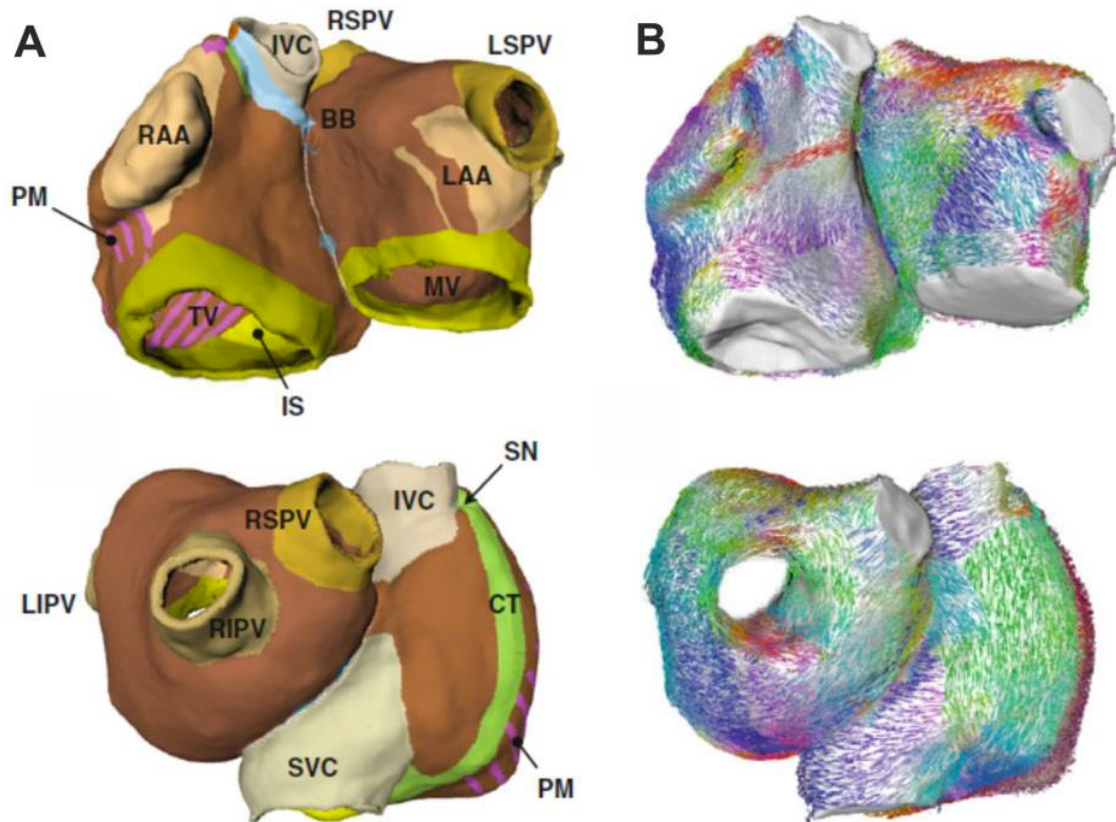 A
B
IVC
RSPV
LSPV
RAA
BB
LAA
PM
TV
MV
IS
SN
RSPV
IVC
LIPV
RIPV
CT
SVC
PM